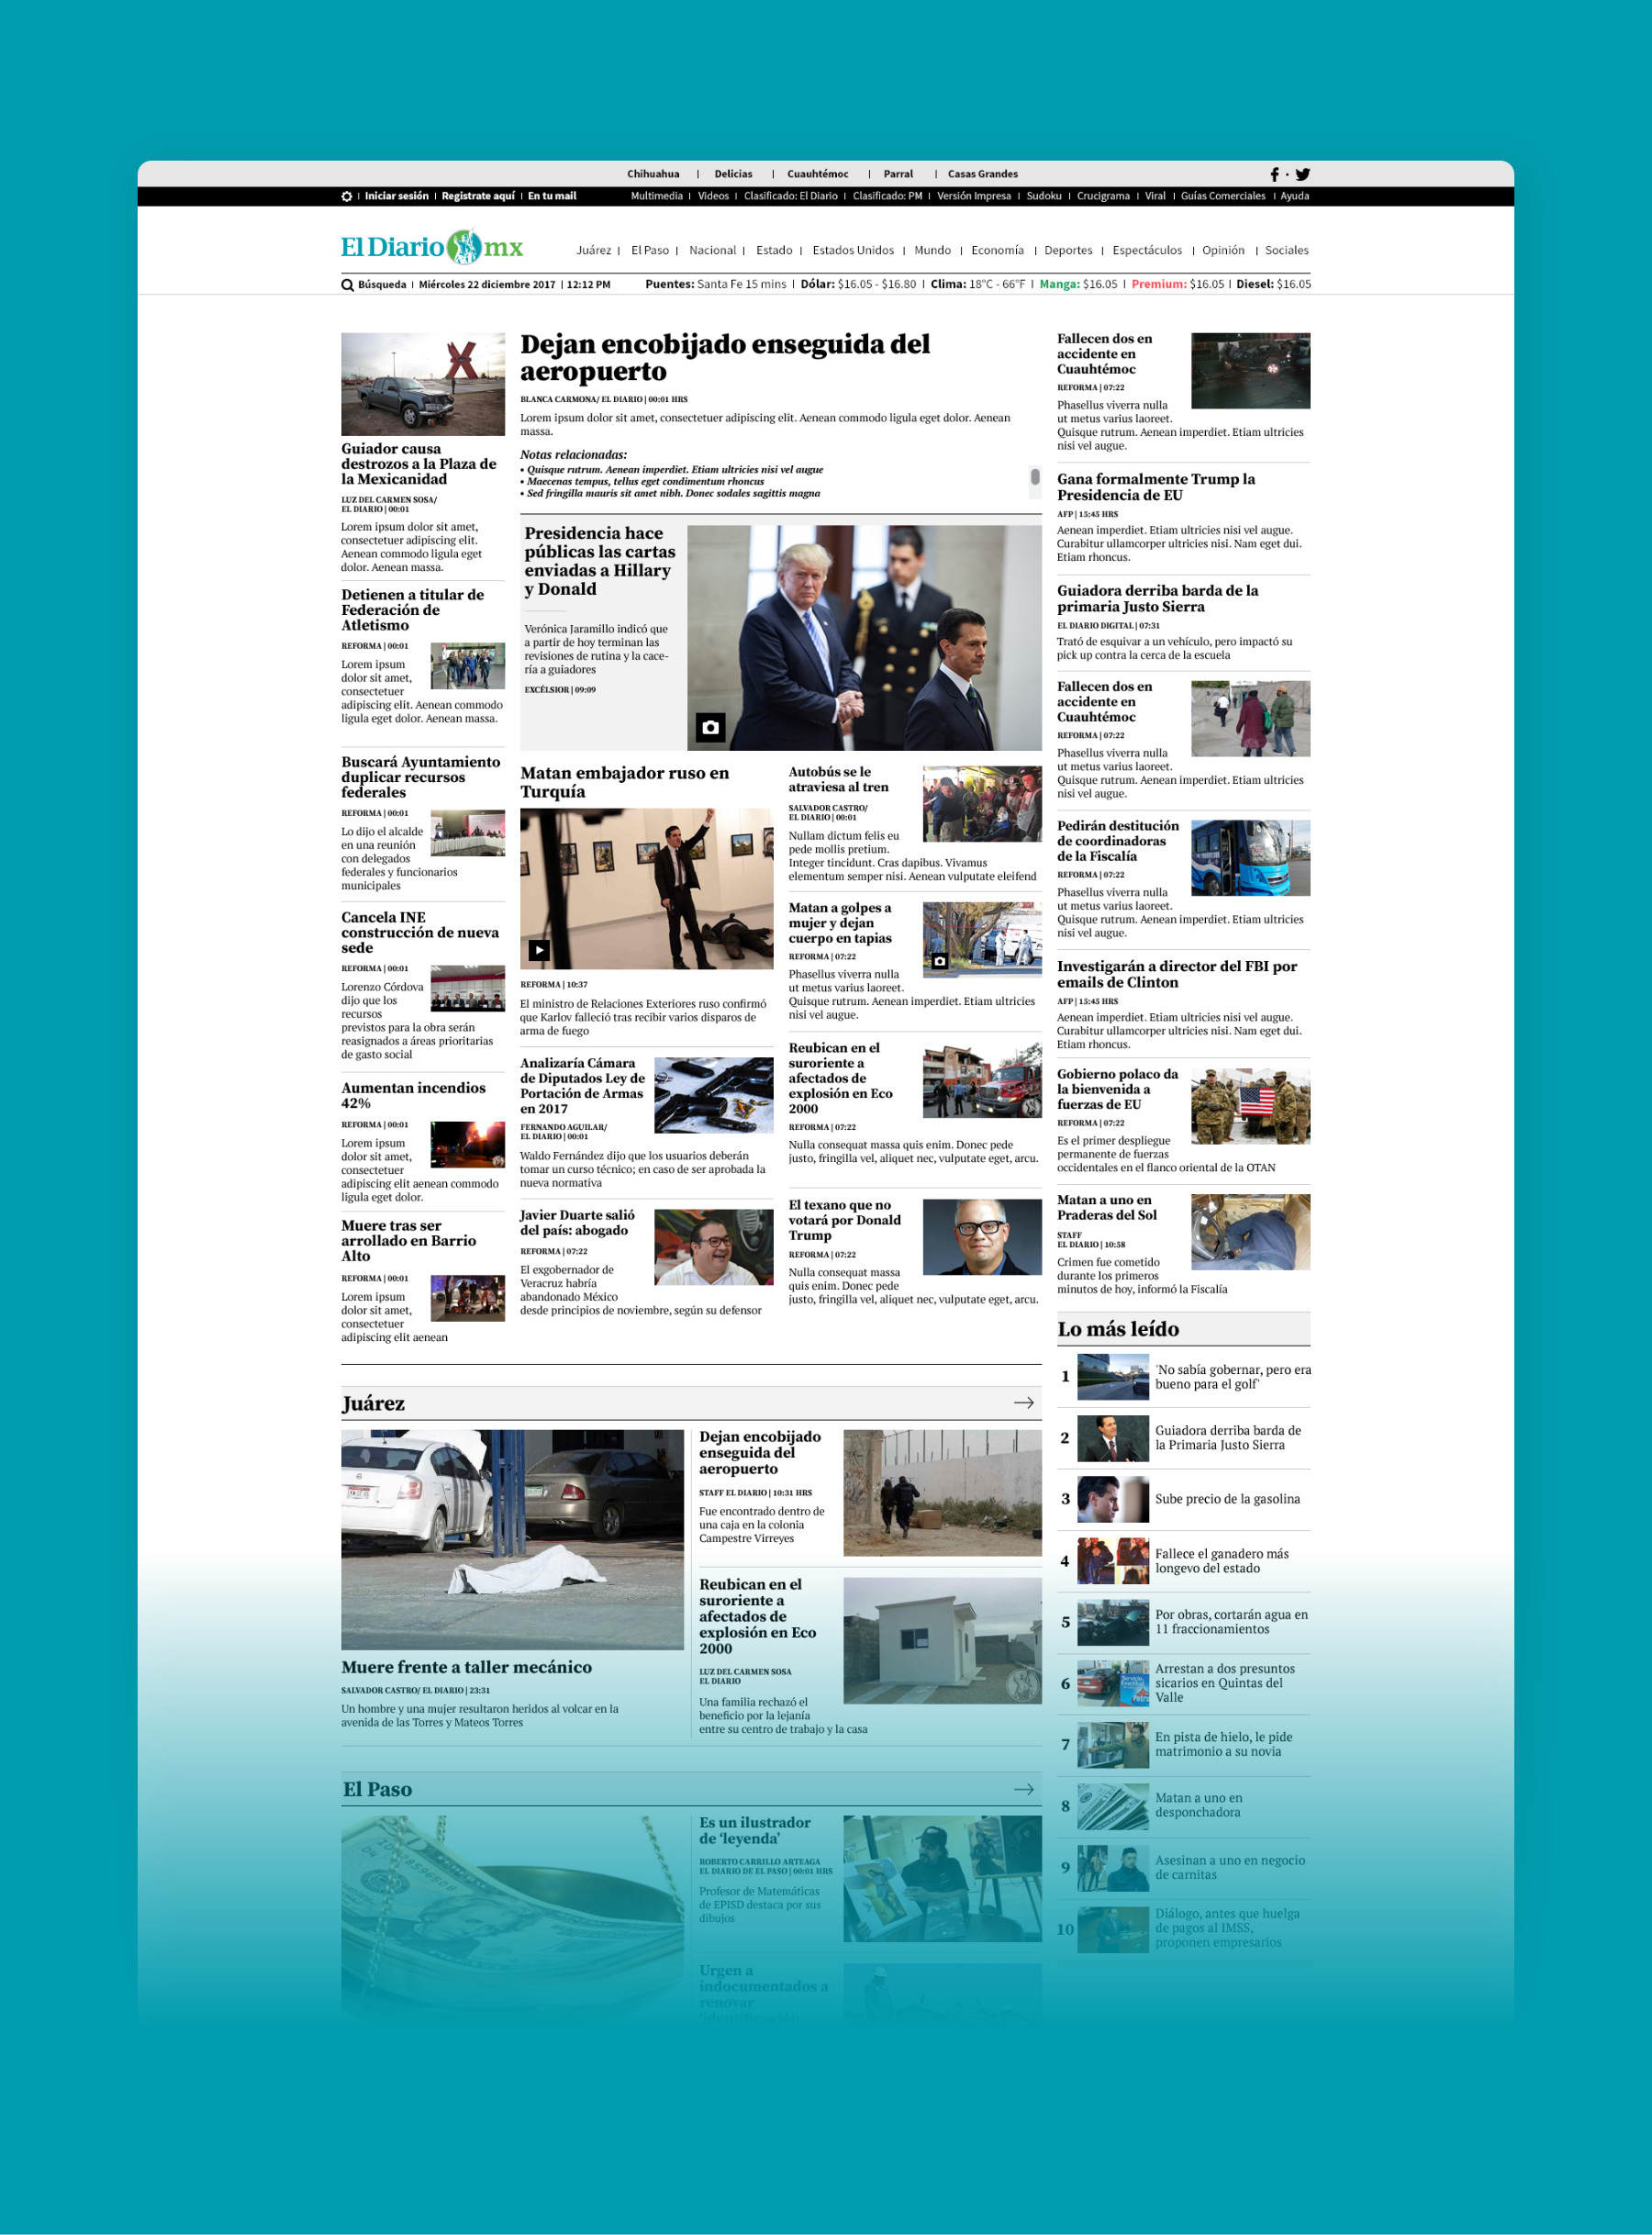 Chihuahua | Delicias | Cuauhtémoc | Parral | Casas Grandes
Iniciar sesión | Registrate aquí | En tu mail
Multimedia | Videos | Clasificado: El Diario | Clasificado: PM | Versión Impresa | Sudoku | Crucigrama | Viral | Guías Comerciales | Ayuda
El Diario mx
Juárez | El Paso | Nacional | Estado | Estados Unidos | Mundo | Economía | Deportes | Espectáculos | Opinión | Sociales
Búsqueda | Miércoles 22 diciembre 2017 | 12:12 PM
Puentes: Santa Fe 15 mins | Dólar: $16.05 - $16.80 | Clima: 18°C - 66°F | Manga: $16.05 | Premium: $16.05 | Diesel: $16.05
Guiador causa
destrozos a la Plaza de
la Mexicanidad
LUZ DEL CARMEN SOSA/
EL DIARIO | 00:01
Lorem ipsum dolor sit amet,
consectetuer adipiscing elit.
Aenean commodo ligula eget
dolor. Aenean massa.
Detienen a titular de
Federación de
Atletismo
REFORMA | 00:01
Lorem ipsum
dolor sit amet,
consectetuer
adipiscing elit. Aenean commodo
ligula eget dolor. Aenean massa.
Buscará Ayuntamiento
duplicar recursos
federales
REFORMA | 00:01
Lo dijo el alcalde
en una reunión
con delegados
federales y funcionarios
municipales
Cancela INE
construcción de nueva
sede
REFORMA | 00:01
Lorenzo Córdova
dijo que los
recursos
previstos para la obra serán
reasignados a áreas prioritarias
de gasto social
Aumentan incendios
42%
REFORMA | 00:01
Lorem ipsum
dolor sit amet,
consectetuer
adipiscing elit aenean commodo
ligula eget dolor.
Muere tras ser
arrollado en Barrio
Alto
REFORMA | 00:01
Lorem ipsum
dolor sit amet,
consectetuer
adipiscing elit aenean
Dejan encobijado enseguida del
aeropuerto
BLANCA CARMONA/ EL DIARIO | 00:01 HRS
Lorem ipsum dolor sit amet, consectetuer adipiscing elit. Aenean commodo ligula eget dolor. Aenean
massa.
Notas relacionadas:
• Quisque rutrum. Aenean imperdiet. Etiam ultricies nisi vel augue
• Maecenas tempus, tellus eget condimentum rhoncus
• Sed fringilla mauris sit amet nibh. Donec sodales sagittis magna
Presidencia hace
públicas las cartas
enviadas a Hillary
y Donald
Verónica Jaramillo indicó que
a partir de hoy terminan las
revisiones de rutina y la cace-
ría a guiadores
EXCÉLSIOR | 09:09
Matan embajador ruso en
Turquía
REFORMA | 10:37
El ministro de Relaciones Exteriores ruso confirmó
que Karlov falleció tras recibir varios disparos de
arma de fuego
Analizaría Cámara
de Diputados Ley de
Portación de Armas
en 2017
FERNANDO AGUILAR/
EL DIARIO | 00:01
Waldo Fernández dijo que los usuarios deberán
tomar un curso técnico; en caso de ser aprobada la
nueva normativa
Javier Duarte salió
del país: abogado
REFORMA | 07:22
El exgobernador de
Veracruz habría
abandonado México
desde principios de noviembre, según su defensor
Autobús se le
atraviesa al tren
SALVADOR CASTRO/
EL DIARIO | 00:01
Nullam dictum felis eu
pede mollis pretium.
Integer tincidunt. Cras dapibus. Vivamus
elementum semper nisi. Aenean vulputate eleifend
Matan a golpes a
mujer y dejan
cuerpo en tapias
REFORMA | 07:22
Phasellus viverra nulla
ut metus varius laoreet.
Quisque rutrum. Aenean imperdiet. Etiam ultricies
nisi vel augue.
Reubican en el
suroriente a
afectados de
explosión en Eco
2000
REFORMA | 07:22
Nulla consequat massa quis enim. Donec pede
justo, fringilla vel, aliquet nec, vulputate eget, arcu.
El texano que no
votará por Donald
Trump
REFORMA | 07:22
Nulla consequat massa
quis enim. Donec pede
justo, fringilla vel, aliquet nec, vulputate eget, arcu.
Fallecen dos en
accidente en
Cuauhtémoc
REFORMA | 07:22
Phasellus viverra nulla
ut metus varius laoreet.
Quisque rutrum. Aenean imperdiet. Etiam ultricies
nisi vel augue.
Gana formalmente Trump la
Presidencia de EU
AFP | 15:45 HRS
Aenean imperdiet. Etiam ultricies nisi vel augue.
Curabitur ullamcorper ultricies nisi. Nam eget dui.
Etiam rhoncus.
Guiadora derriba barda de la
primaria Justo Sierra
EL DIARIO DIGITAL | 07:31
Trató de esquivar a un vehículo, pero impactó su
pick up contra la cerca de la escuela
Fallecen dos en
accidente en
Cuauhtémoc
REFORMA | 07:22
Phasellus viverra nulla
ut metus varius laoreet.
Quisque rutrum. Aenean imperdiet. Etiam ultricies
nisi vel augue.
Pedirán destitución
de coordinadoras
de la Fiscalía
REFORMA | 07:22
Phasellus viverra nulla
ut metus varius laoreet.
Quisque rutrum. Aenean imperdiet. Etiam ultricies
nisi vel augue.
Investigarán a director del FBI por
emails de Clinton
AFP | 15:45 HRS
Aenean imperdiet. Etiam ultricies nisi vel augue.
Curabitur ullamcorper ultricies nisi. Nam eget dui.
Etiam rhoncus.
Gobierno polaco da
la bienvenida a
fuerzas de EU
REFORMA | 07:22
Es el primer despliegue
permanente de fuerzas
occidentales en el flanco oriental de la OTAN
Matan a uno en
Praderas del Sol
STAFF
EL DIARIO | 10:58
Crimen fue cometido
durante los primeros
minutos de hoy, informó la Fiscalía
Lo más leído
1 'No sabía gobernar, pero era
bueno para el golf'
2 Guiadora derriba barda de
la Primaria Justo Sierra
3 Sube precio de la gasolina
4 Fallece el ganadero más
longevo del estado
5 Por obras, cortarán agua en
11 fraccionamientos
6 Arrestan a dos presuntos
sicarios en Quintas del
Valle
7 En pista de hielo, le pide
matrimonio a su novia
8 Matan a uno en
desponchadora
9 Asesinan a uno en negocio
de carnitas
10 Diálogo, antes que huelga
de pagos al IMSS,
proponen empresarios
Juárez
Muere frente a taller mecánico
SALVADOR CASTRO/ EL DIARIO | 23:31
Un hombre y una mujer resultaron heridos al volcar en la
avenida de las Torres y Mateos Torres
Dejan encobijado
enseguida del
aeropuerto
STAFF EL DIARIO | 10:31 HRS
Fue encontrado dentro de
una caja en la colonia
Campestre Virreyes
Reubican en el
suroriente a
afectados de
explosión en Eco
2000
LUZ DEL CARMEN SOSA
EL DIARIO
Una familia rechazó el
beneficio por la lejanía
entre su centro de trabajo y la casa
El Paso
Es un ilustrador
de ‘leyenda’
ROBERTO CARRILLO ARTEAGA
EL DIARIO DE EL PASO | 00:01 HRS
Profesor de Matemáticas
de EPISD destaca por sus
dibujos
Urgen a
indocumentados a
renovar
'identificación